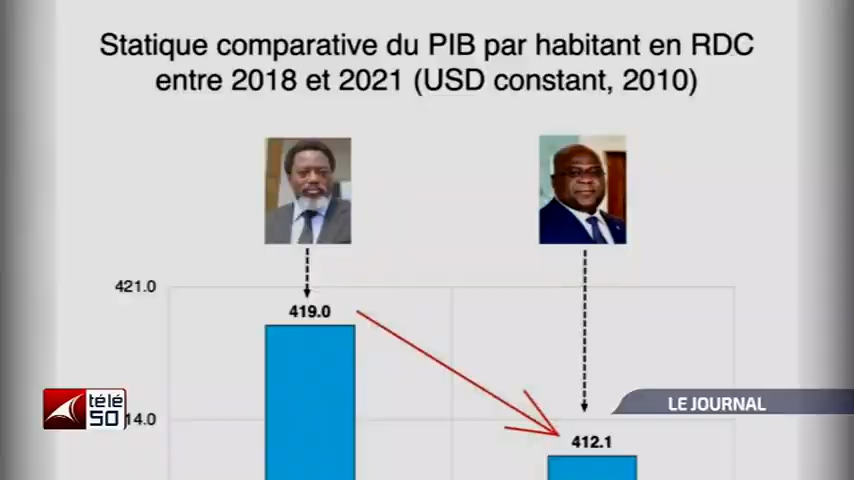 Statique comparative du PIB par habitant en RDC
entre 2018 et 2021 (USD constant, 2010)
421.0
419.0
14.0
412.1
télé
50
LE JOURNAL